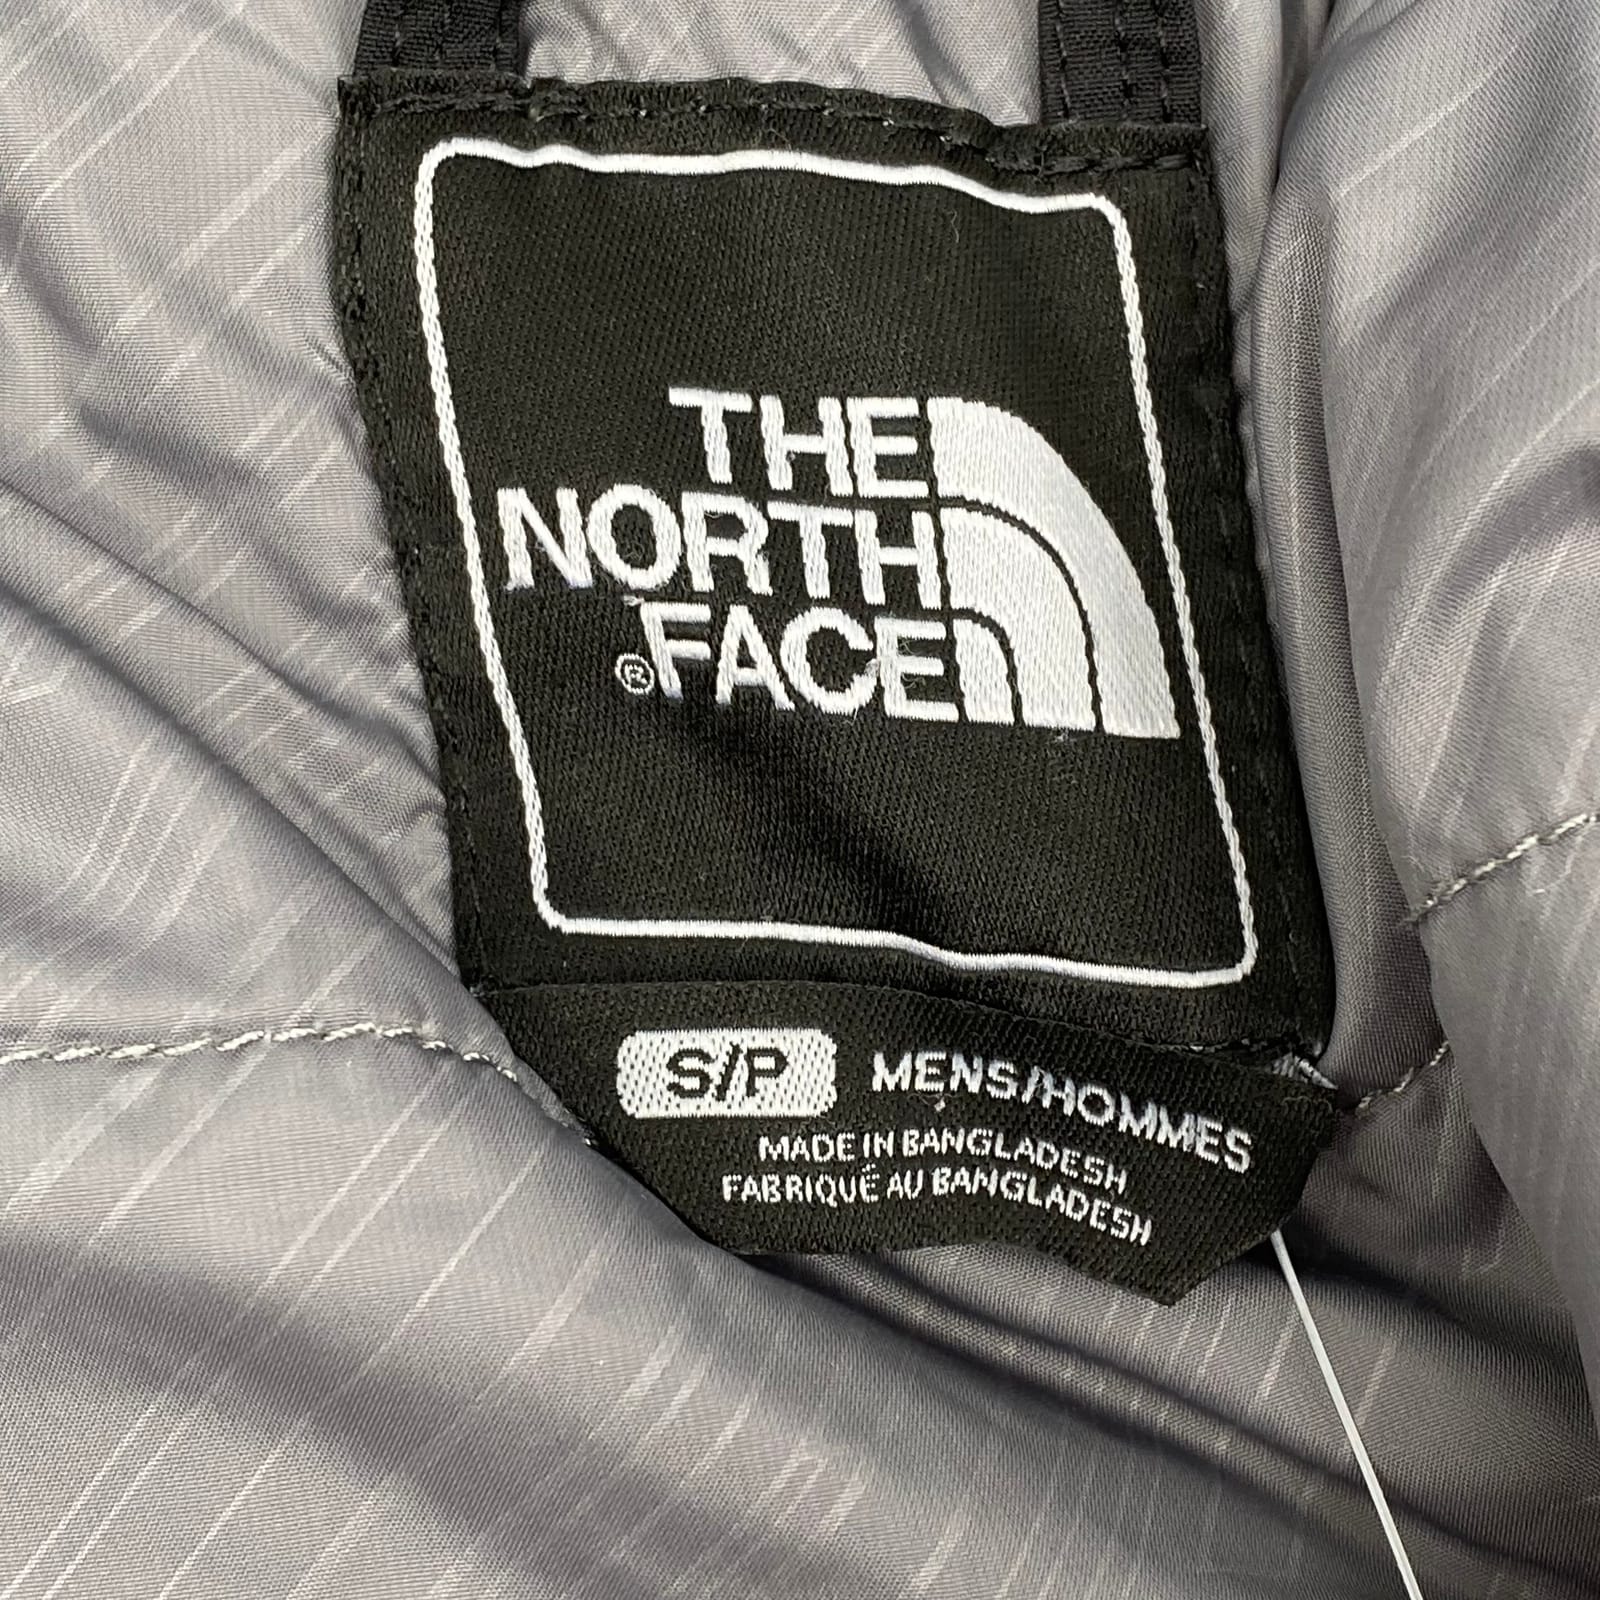 THE
NORTH
®FACE
S/P MENS/HOMMES
MADE IN BANGLADESH
FABRIQUÉ AU BANGLADESH